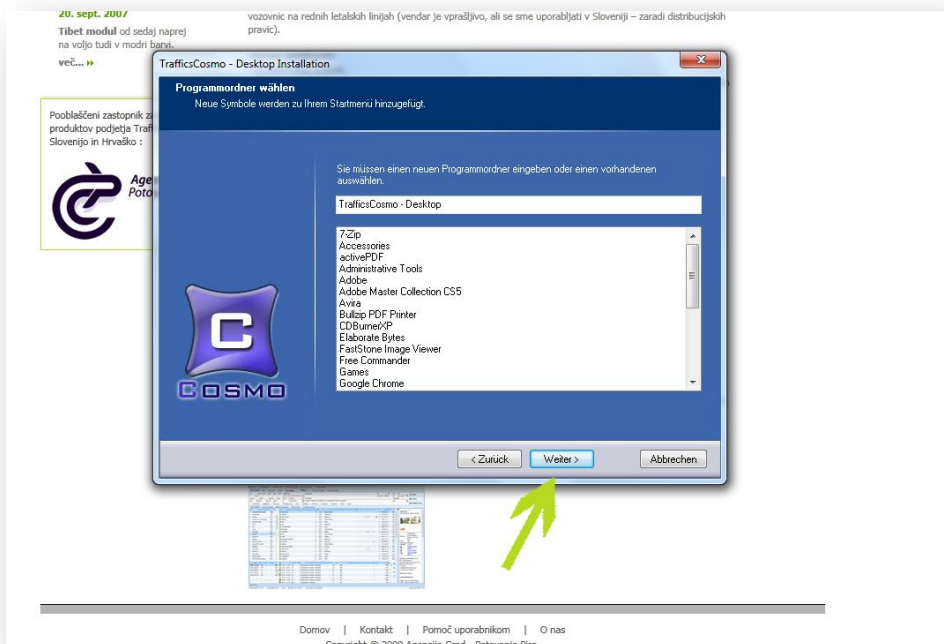 20. sept. 2007
Tibet modul od sedaj naprej
na voljo tudi v modri barvi.
več...
vozovnic na rednih letalskih linijah (vendar je vprašljivo, ali se sme uporabljati v Sloveniji – zaradi distribucijskih
pravic).
Pooblaščeni zastopnik
produktov podjetja
Slovenijo in Hrvaško :
TrafficsCosmo - Desktop Installation
Programmordner wählen
Neue Symbole werden zu Ihrem Startmenü hinzugefügt.
Sie müssen einen neuen Programmordner eingeben oder einen vorhandenen
auswählen.
TrafficsCosmo - Desktop
7-Zip
Accessories
activePDF
Administrative Tools
Adobe
Adobe Master Collection CS5
Avira
Bullzip PDF Printer
CDBurnerXP
Elaborate Bytes
FastStone Image Viewer
Free Commander
Games
Google Chrome
C
COSMO
< Zurück
Weiter >
Abbrechen
Domov | Kontakt | Pomoč uporabnikom | O nas